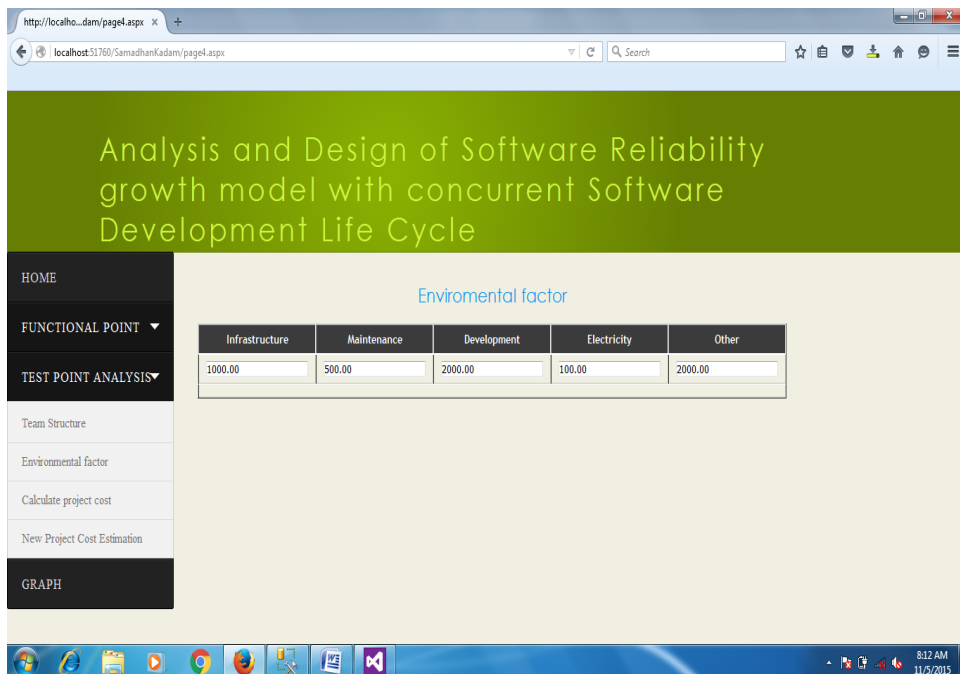 http://localho...dam/page4.aspx × +
localhost:51760/SamadhanKadam/page4.aspx
Search
Analysis and Design of Software Reliability
growth model with concurrent Software
Development Life Cycle
HOME
FUNCTIONAL POINT
TEST POINT ANALYSIS
Team Structure
Environmental factor
Calculate project cost
New Project Cost Estimation
GRAPH
Enviromental factor
Infrastructure Maintenance Development Electricity Other
1000.00 500.00 2000.00 100.00 2000.00
8:12 AM
11/5/2015